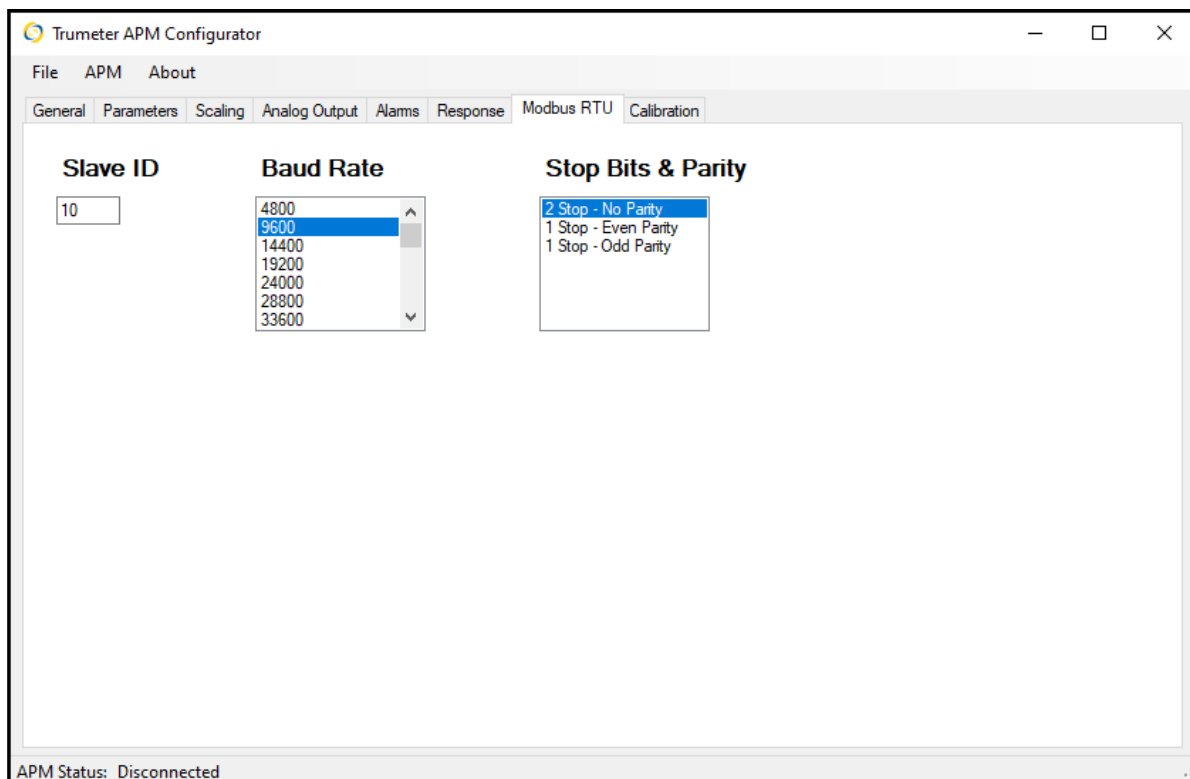 Trumeter APM Configurator
File APM About
General Parameters Scaling Analog Output Alarms Response Modbus RTU Calibration
Slave ID Baud Rate Stop Bits & Parity
10 4800 2 Stop - No Parity
9600 1 Stop - Even Parity
14400 1 Stop - Odd Parity
19200
24000
28800
33600
APM Status: Disconnected